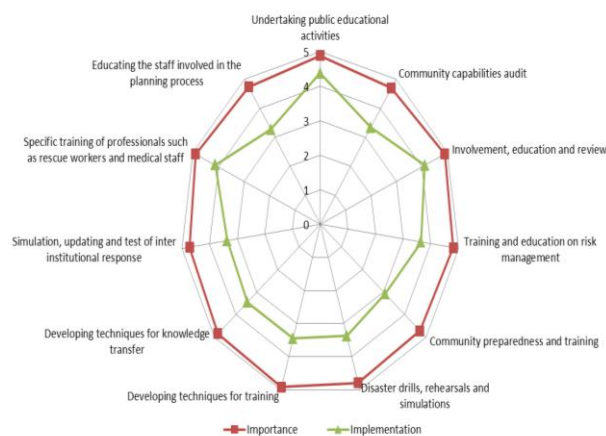 Undertaking public educational
activities
Community capabilities audit
Involvement, education and review
Training and education on risk
management
Community preparedness and training
Disaster drills, rehearsals and
simulations
Developing techniques for training
Developing techniques for knowledge
transfer
Simulation, updating and test of inter
institutional response
Specific training of professionals such
as rescue workers and medical staff
Educating the staff involved in the
planning process
5
4
3
2
1
0
Importance
Implementation